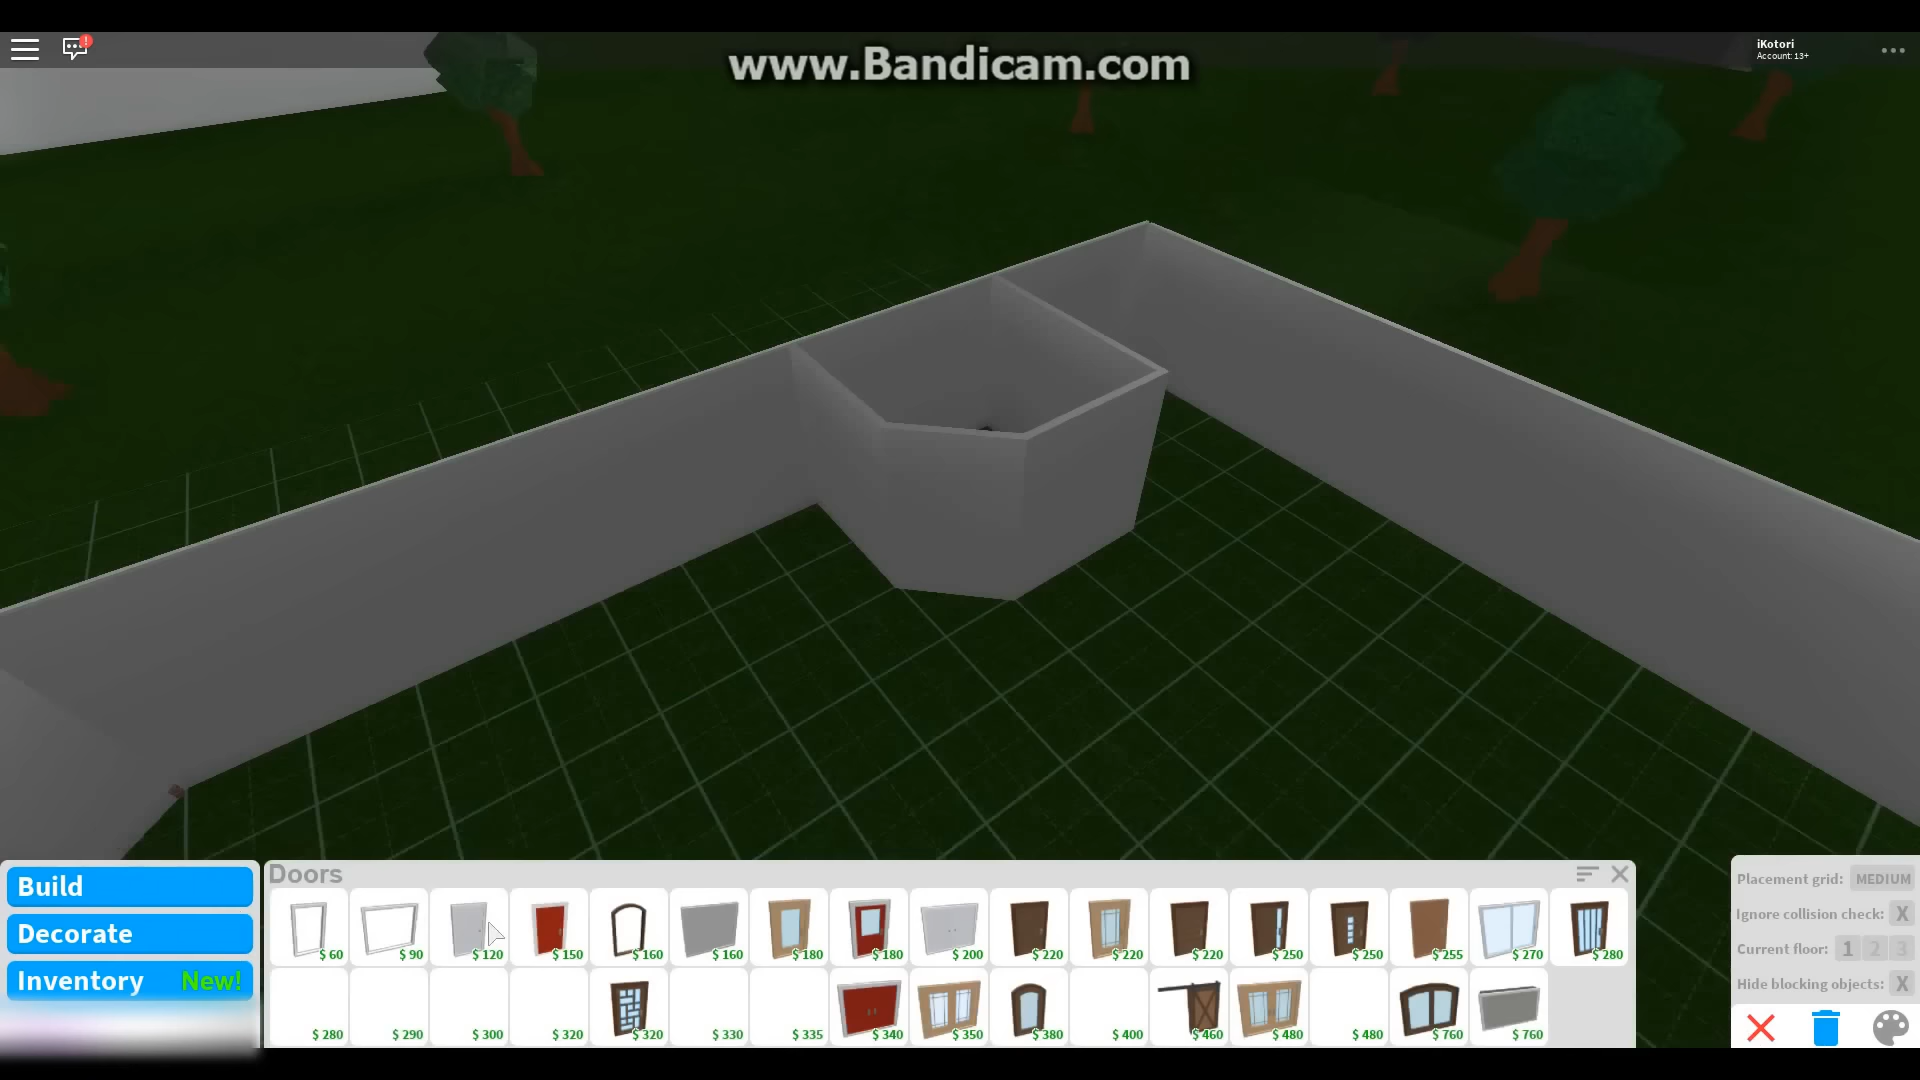 www.Bandicam.com
iKotori
Account: 13+
Build
Decorate
Inventory New!
Doors
$ 60 $ 90 $ 120 $ 150 $ 160 $ 160 $ 180 $ 180 $ 200 $ 220 $ 220 $ 220 $ 250 $ 250 $ 255 $ 270 $ 280
$ 280 $ 290 $ 300 $ 320 $ 320 $ 330 $ 335 $ 340 $ 350 $ 380 $ 400 $ 460 $ 480 $ 480 $ 760 $ 760
Placement grid: MEDIUM
Ignore collision check: X
Current floor: 1 2 3
Hide blocking objects: X